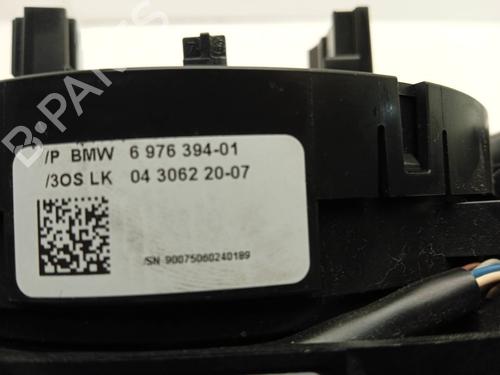 /P BMW 6 976 394-01
/3OS LK 04 3062 20-07
/SN 90075060240189
B-PARTS